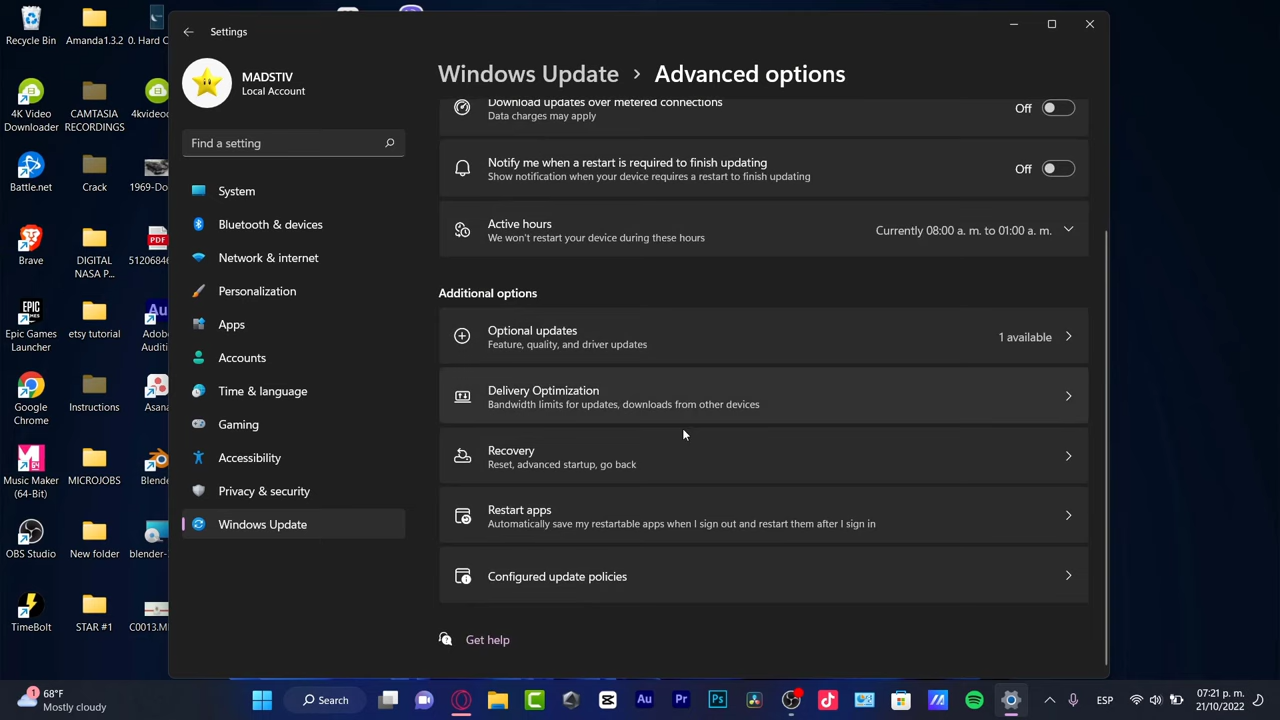 Settings
MADSTIV
Local Account
Find a setting
System
Bluetooth & devices
Network & internet
Personalization
Apps
Accounts
Time & language
Gaming
Accessibility
Privacy & security
Windows Update
Windows Update › Advanced options
Download updates over metered connections
Data charges may apply
Off
Notify me when a restart is required to finish updating
Show notification when your device requires a restart to finish updating
Off
Active hours
We won't restart your device during these hours
Currently 08:00 a. m. to 01:00 a. m.
Additional options
Optional updates
Feature, quality, and driver updates
1 available
Delivery Optimization
Bandwidth limits for updates, downloads from other devices
Recovery
Reset, advanced startup, go back
Restart apps
Automatically save my restartable apps when I sign out and restart them after I sign in
Configured update policies
Get help
Recycle Bin
Amanda1.3.2
0. Hard C
4K Video
Downloader
CAMTASIA
RECORDINGS
4kvideod
Battle.net
Crack
1969-Do
Brave
DIGITAL
NASA P...
PDF
5120684
EPIC
GAMES
Epic Games
Launcher
etsy tutorial
Au
Adobe
Auditi
Google
Chrome
Instructions
Asana
Music Maker
(64-Bit)
MICROJOBS
Blende
OBS Studio
New folder
blender-
TimeBolt
STAR #1
C0013.M
1
68°F
Mostly cloudy
Search
Au
Pr
Ps
ESP
07:21 p. m.
21/10/2022